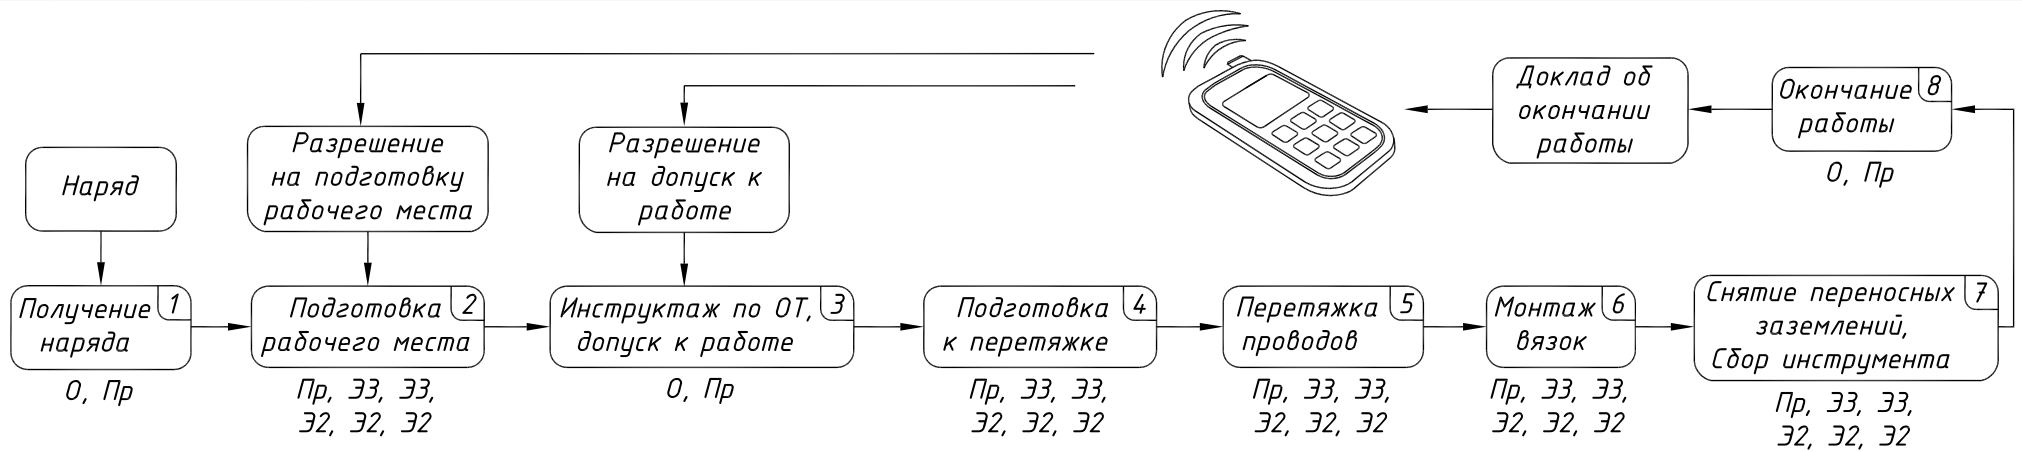 Наряд
Разрешение
на подготовку
рабочего места
Разрешение
на допуск к
работе
Доклад об
окончании
работы
Окончание 8
работы
О, Пр
Получение 1
наряда
О, Пр
Подготовка 2
рабочего места
Пр, Э3, Э3,
Э2, Э2, Э2
Инструктаж по ОТ, 3
допуск к работе
О, Пр
Подготовка 4
к перетяжке
Пр, Э3, Э3,
Э2, Э2, Э2
Перетяжка 5
проводов
Пр, Э3, Э3,
Э2, Э2, Э2
Монтаж 6
вязок
Пр, Э3, Э3,
Э2, Э2, Э2
Снятие переносных 7
заземлений,
Сбор инструмента
Пр, Э3, Э3,
Э2, Э2, Э2